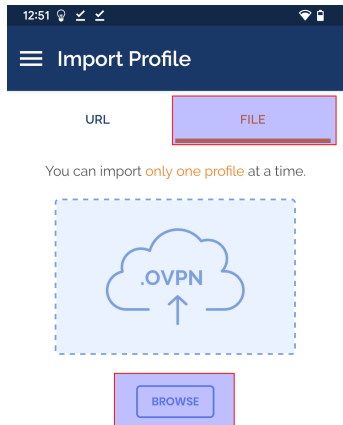 12:51
Import Profile
URL FILE
You can import only one profile at a time.
.OVPN
BROWSE